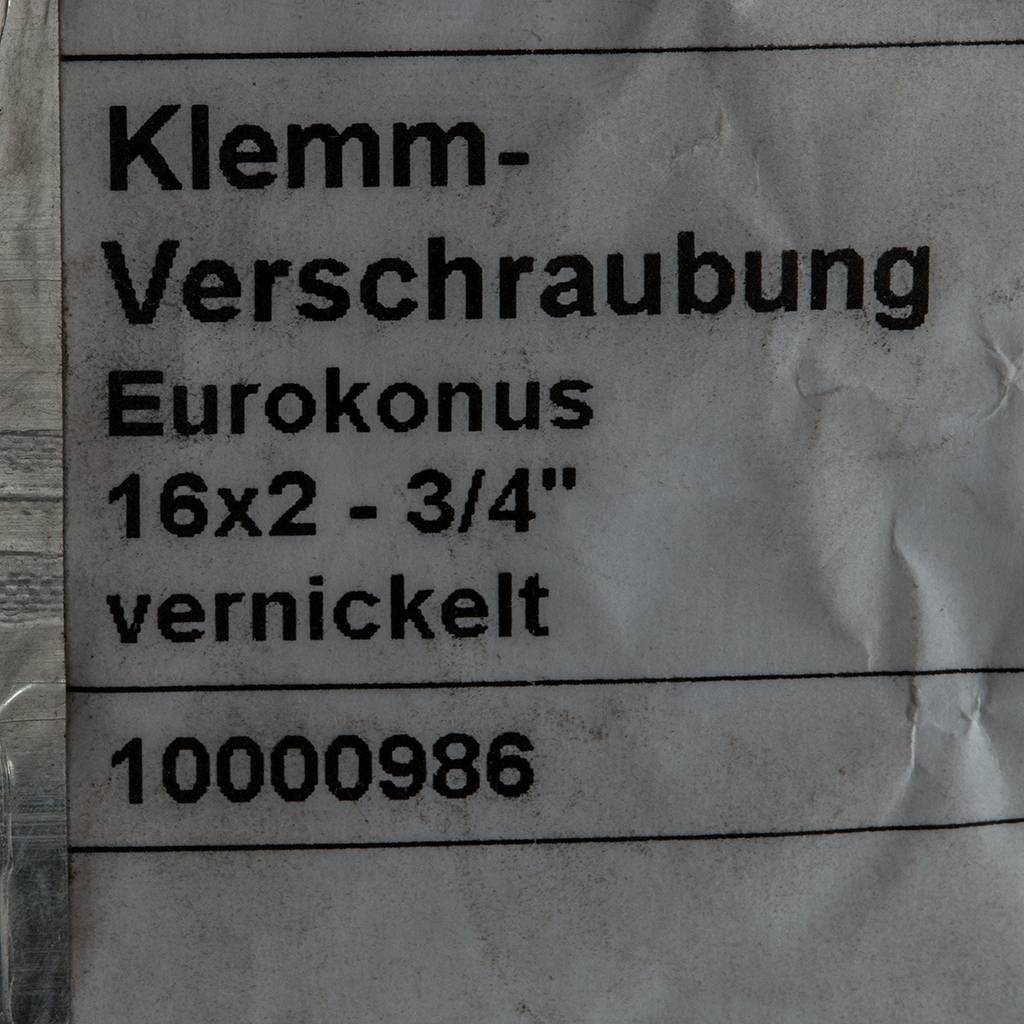 Klemm-
Verschraubung
Eurokonus
16x2 - 3/4"
vernickelt
10000986